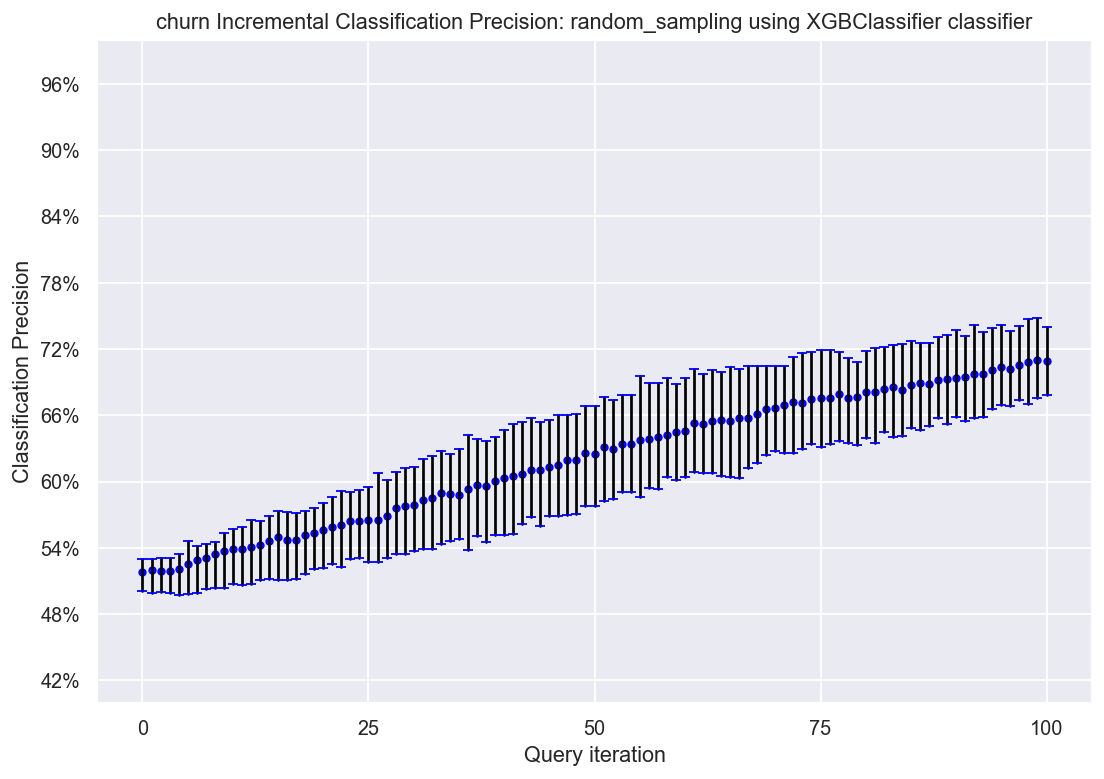 churn Incremental Classification Precision: random_sampling using XGBClassifier classifier
96%
90%
84%
78%
72%
66%
60%
54%
48%
42%
Classification Precision
0 25 50 75 100
Query iteration